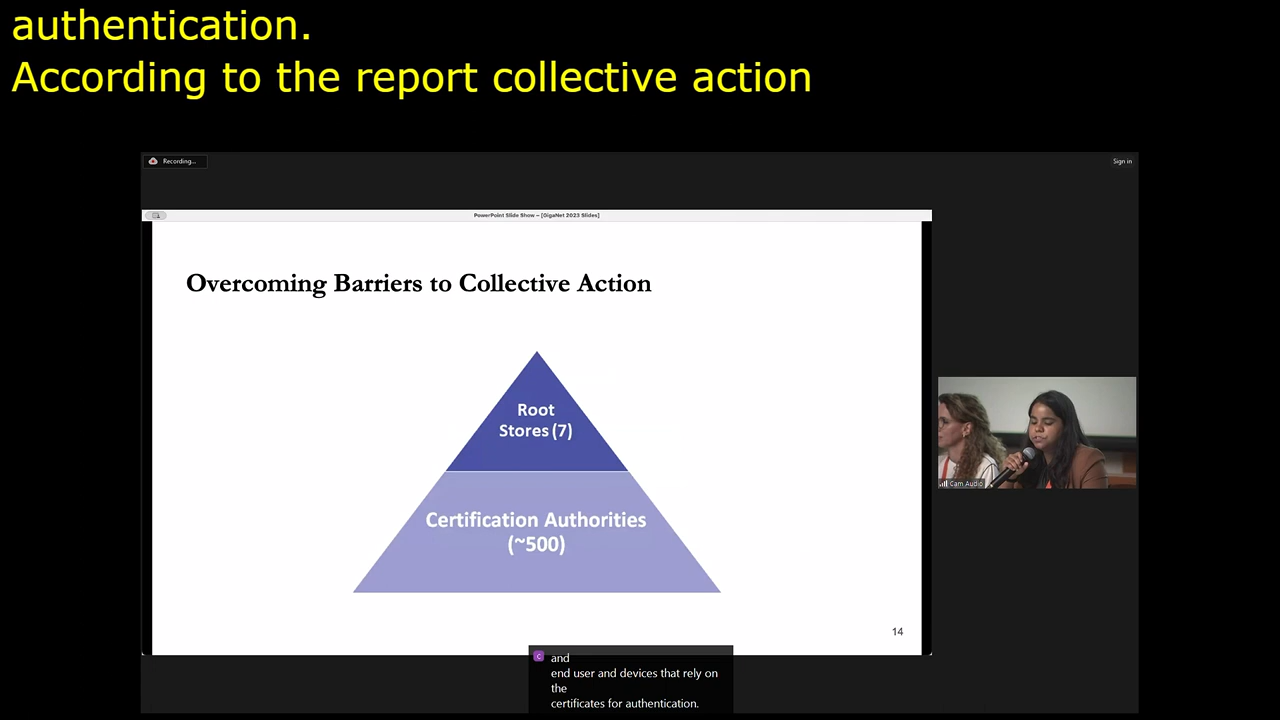 authentication.
According to the report collective action
Recording...
Sign in
PowerPoint Slide Show – [GigaNet 2023 Slides]
Overcoming Barriers to Collective Action
Root
Stores (7)
Certification Authorities
(~500)
Cam Audio
14
C
and
end user and devices that rely on
the
certificates for authentication.